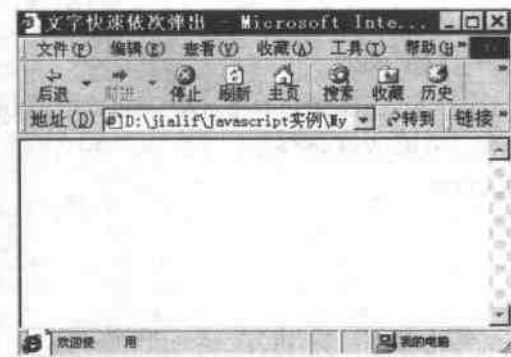 文字快速依次弹出 - Microsoft Inte...
文件(F) 编辑(E) 查看(V) 收藏(A) 工具(T) 帮助(H »
后退 前进 停止 刷新 主页 搜索 收藏 历史 »
地址(D) D:\jialif\Javascript实例\My 转到 链接 »
欢迎使 用 我的电脑